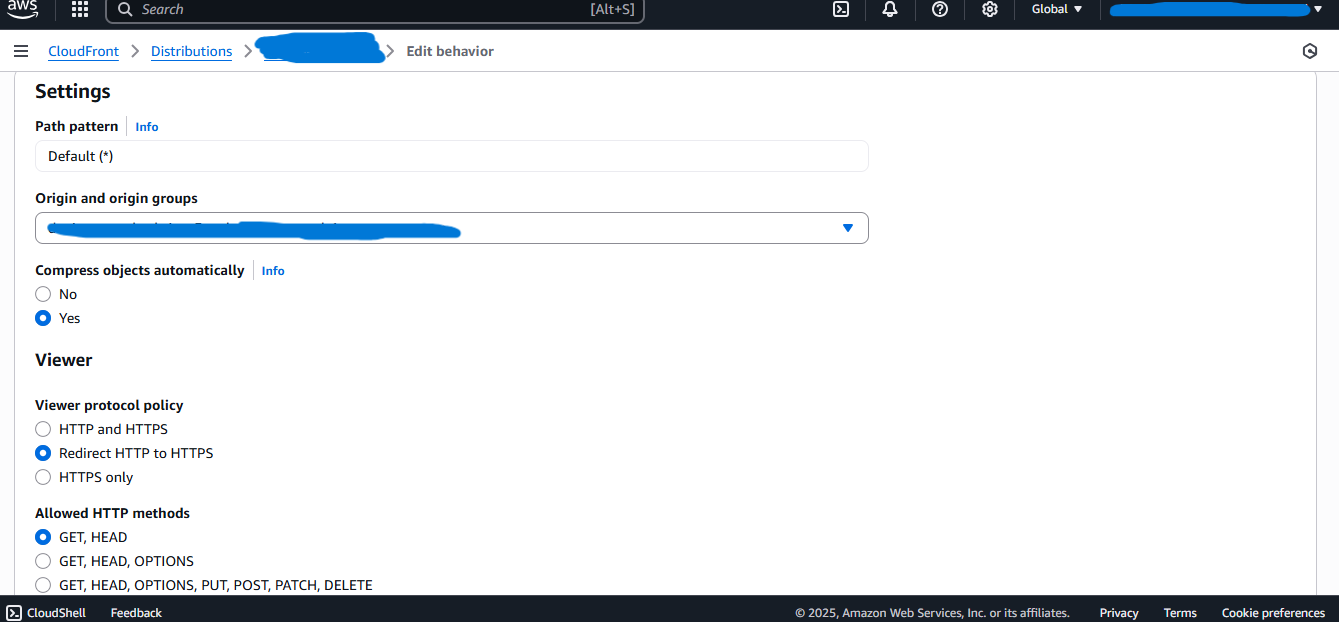 aws
Search [Alt+S] Global
CloudFront Distributions Edit behavior
Settings
Path pattern Info
Default (*)
Origin and origin groups
Compress objects automatically Info
No
Yes
Viewer
Viewer protocol policy
HTTP and HTTPS
Redirect HTTP to HTTPS
HTTPS only
Allowed HTTP methods
GET, HEAD
GET, HEAD, OPTIONS
GET, HEAD, OPTIONS, PUT, POST, PATCH, DELETE
CloudShell Feedback © 2025, Amazon Web Services, Inc. or its affiliates. Privacy Terms Cookie preferences